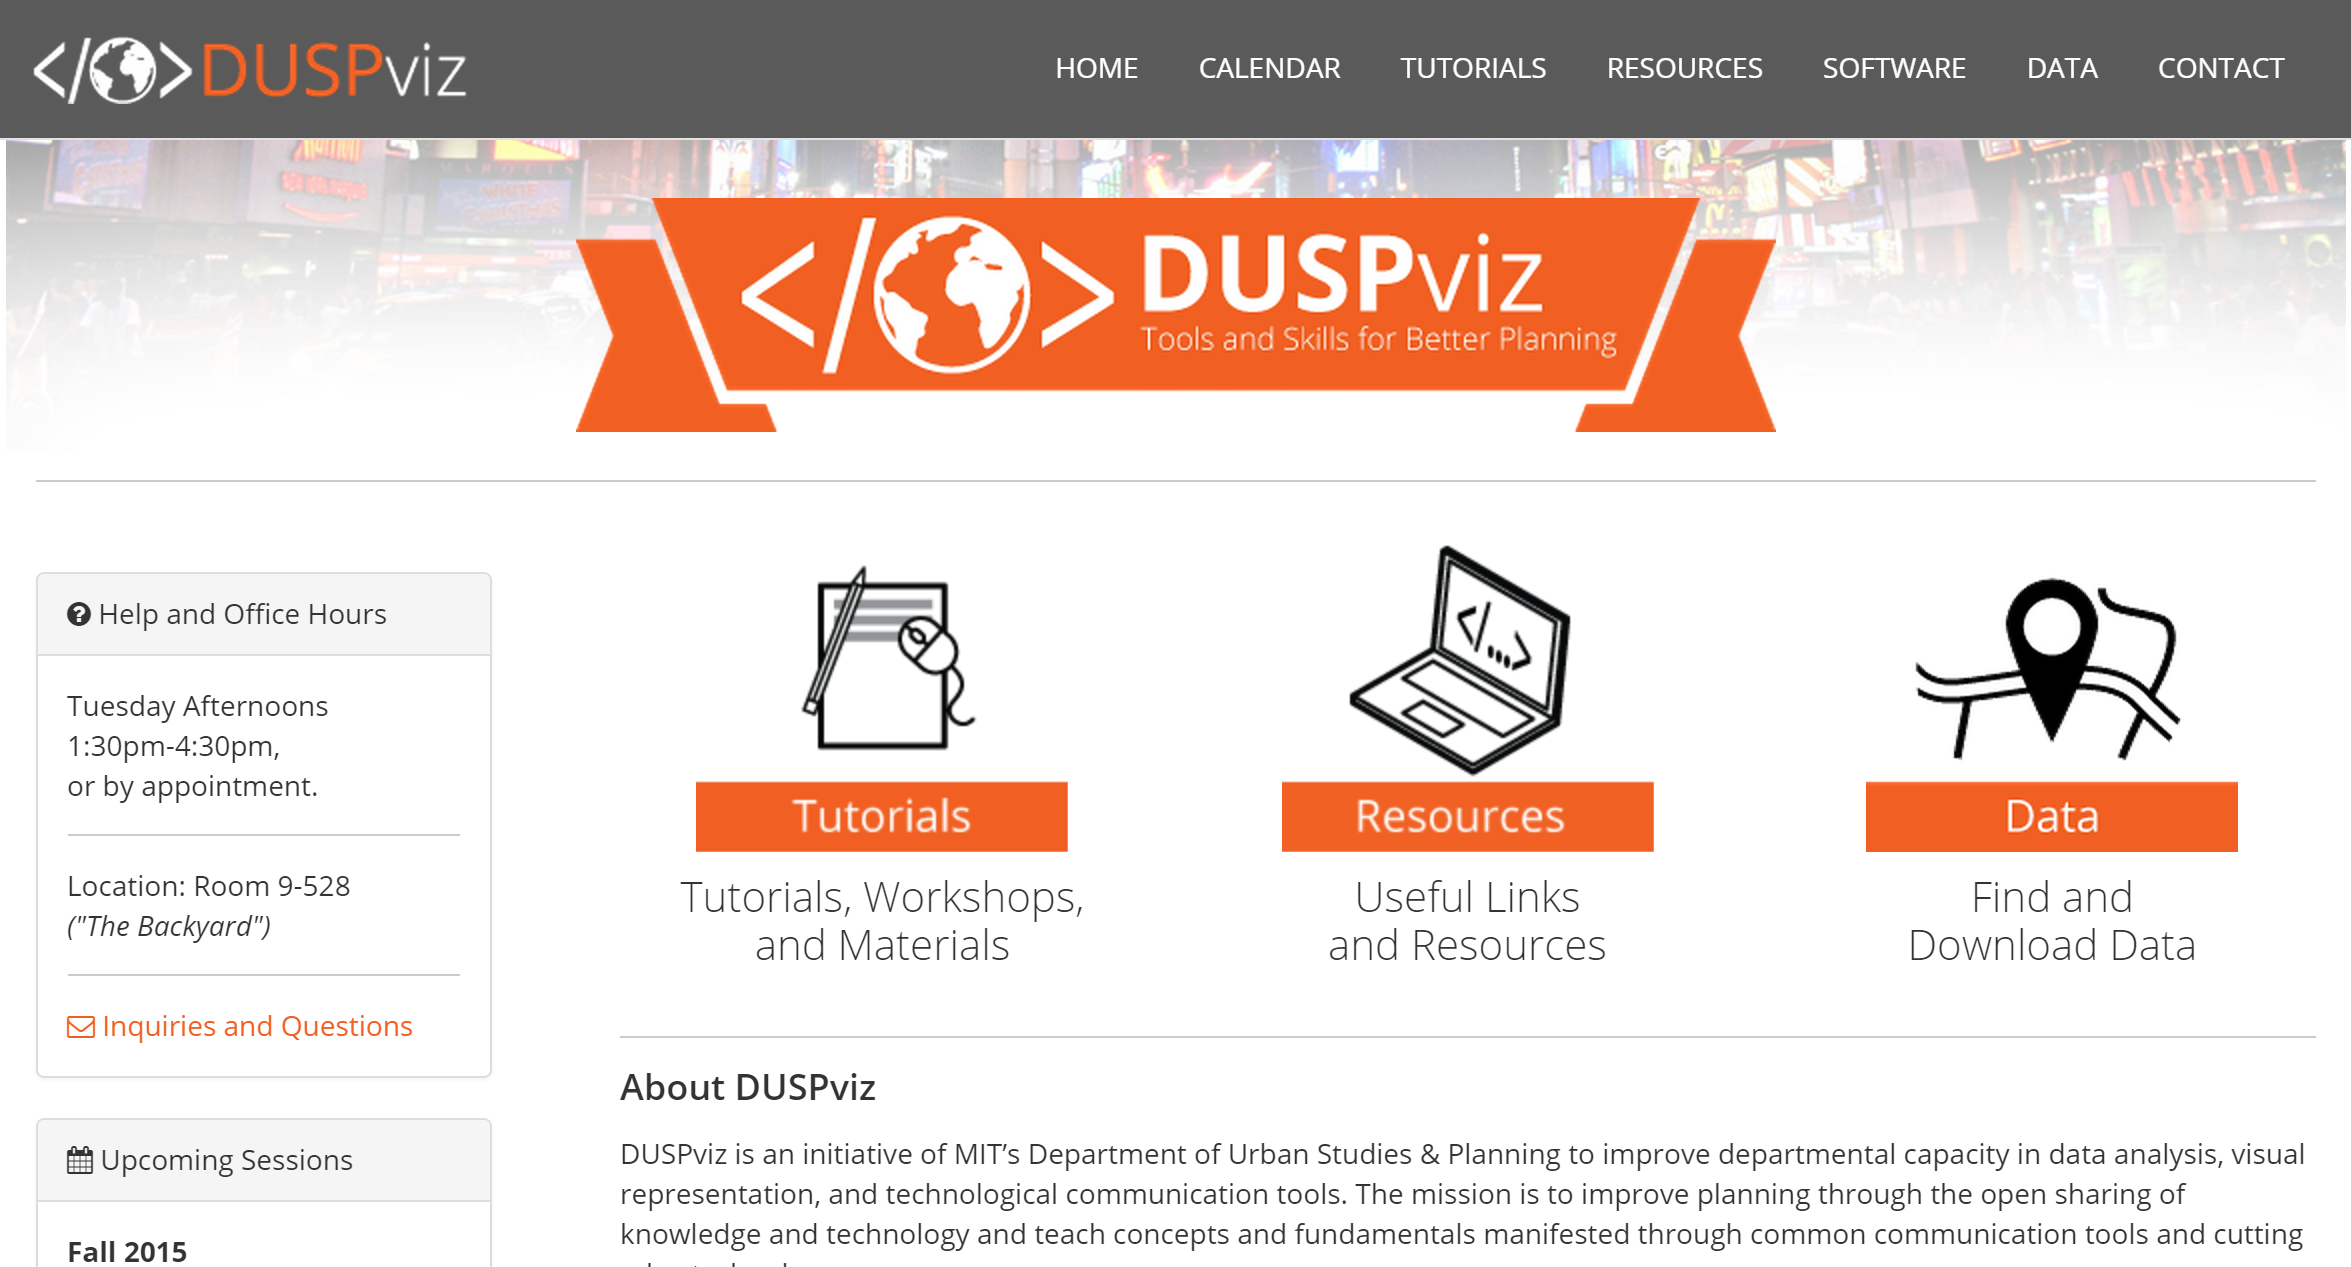 </>DUSPviz
HOME CALENDAR TUTORIALS RESOURCES SOFTWARE DATA CONTACT
</> DUSPviz
Tools and Skills for Better Planning
Help and Office Hours
Tuesday Afternoons
1:30pm-4:30pm,
or by appointment.
Location: Room 9-528
("The Backyard")
Inquiries and Questions
Upcoming Sessions
Fall 2015
</...>
Tutorials
Tutorials, Workshops,
and Materials
Resources
Useful Links
and Resources
Data
Find and
Download Data
About DUSPviz
DUSPviz is an initiative of MIT’s Department of Urban Studies & Planning to improve departmental capacity in data analysis, visual
representation, and technological communication tools. The mission is to improve planning through the open sharing of
knowledge and technology and teach concepts and fundamentals manifested through common communication tools and cutting